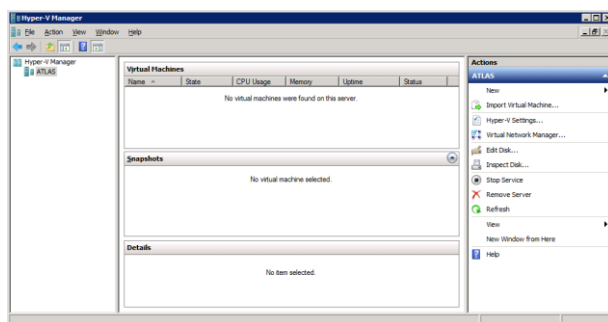 Hyper-V Manager
File Action View Window Help
Hyper-V Manager
ATLAS
Virtual Machines
Name State CPU Usage Memory Uptime Status
No virtual machines were found on this server.
Snapshots
No virtual machine selected.
Details
No item selected.
Actions
ATLAS
New
Import Virtual Machine...
Hyper-V Settings...
Virtual Network Manager...
Edit Disk...
Inspect Disk...
Stop Service
Remove Server
Refresh
View
New Window from Here
Help